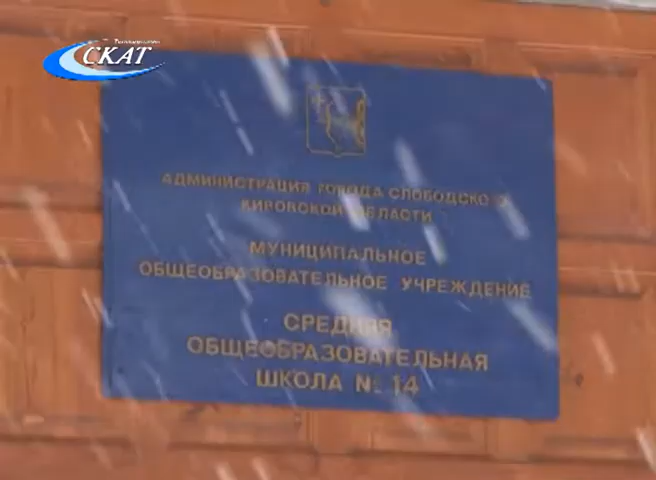 СКАТ
АДМИНИСТРАЦИЯ ГОРОДА СЛОБОДСКОГО
КИРОВСКОЙ ОБЛАСТИ
МУНИЦИПАЛЬНОЕ
ОБЩЕОБРАЗОВАТЕЛЬНОЕ УЧРЕЖДЕНИЕ
СРЕДНЯЯ
ОБЩЕОБРАЗОВАТЕЛЬНАЯ
ШКОЛА № 14